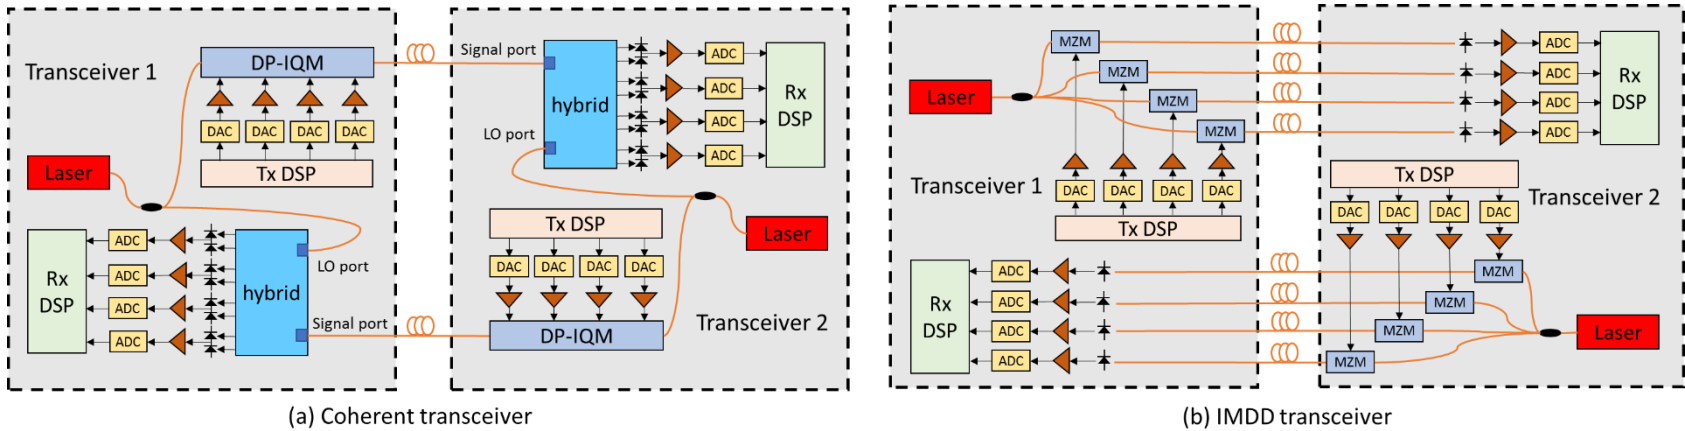 Transceiver 1
DP-IQM
DAC
DAC
DAC
DAC
Tx DSP
Laser
Rx
DSP
ADC
ADC
ADC
ADC
hybrid
LO port
Signal port
Signal port
LO port
hybrid
ADC
ADC
ADC
ADC
Rx
DSP
Tx DSP
DAC
DAC
DAC
DAC
DP-IQM
Laser
Transceiver 2
(a) Coherent transceiver
Laser
MZM
MZM
MZM
MZM
DAC
DAC
DAC
DAC
Tx DSP
Transceiver 1
Rx
DSP
ADC
ADC
ADC
ADC
ADC
ADC
ADC
ADC
Rx
DSP
Tx DSP
DAC
DAC
DAC
DAC
Transceiver 2
MZM
MZM
MZM
MZM
Laser
(b) IMDD transceiver